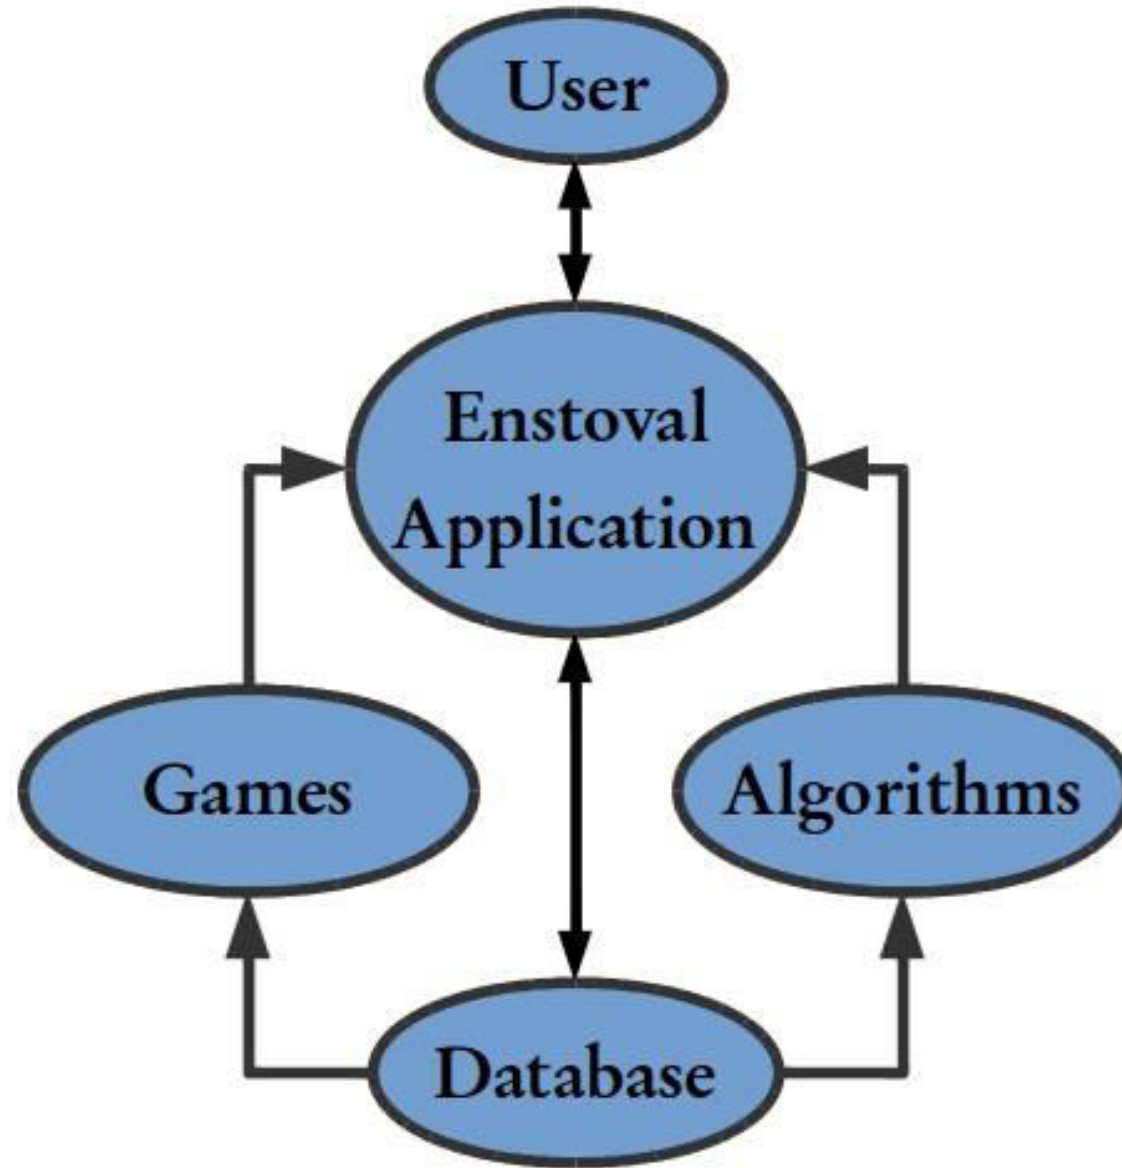 User
Enstoval
Application
Games
Algorithms
Database